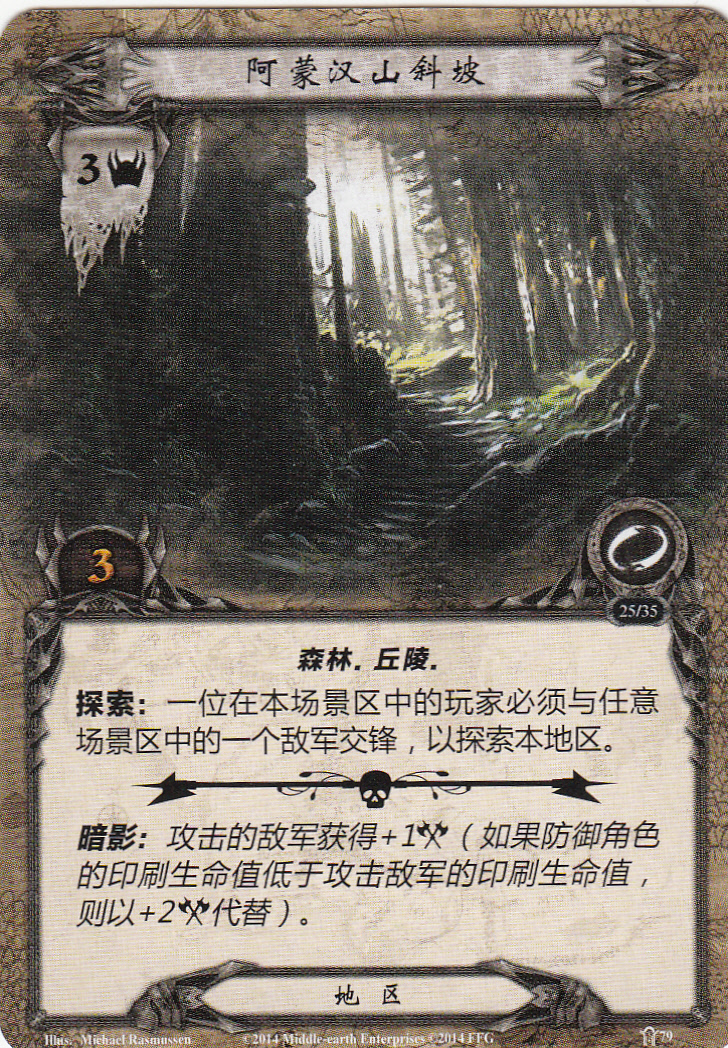 阿蒙汉山斜坡
3
3
25/35
森林. 丘陵.
探索：一位在本场景区中的玩家必须与任意
场景区中的一个敌军交锋，以探索本地区。
暗影：攻击的敌军获得+1（如果防御角色
的印刷生命值低于攻击敌军的印刷生命值，
则以+2代替）。
地区
Illus. Michael Rasmussen ©2014 Middle-earth Enterprises ©2014 FFG 79